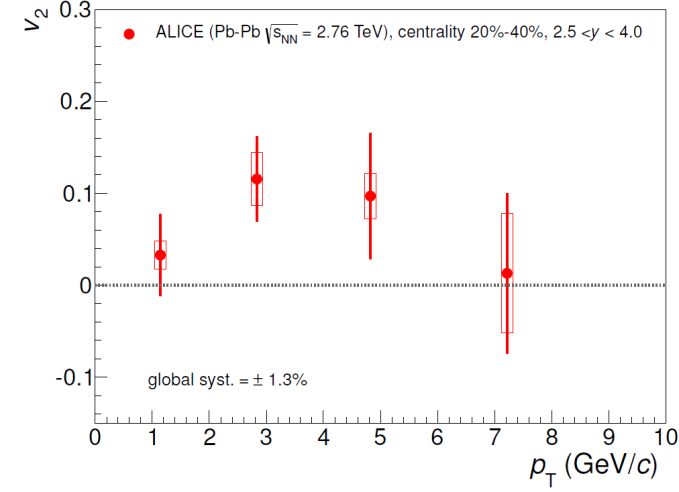 0.3
v₂
ALICE (Pb-Pb √sNN = 2.76 TeV), centrality 20%-40%, 2.5 <y < 4.0
0.2
0.1
0
-0.1
global syst. = ± 1.3%
0 1 2 3 4 5 6 7 8 9 10
pT (GeV/c)